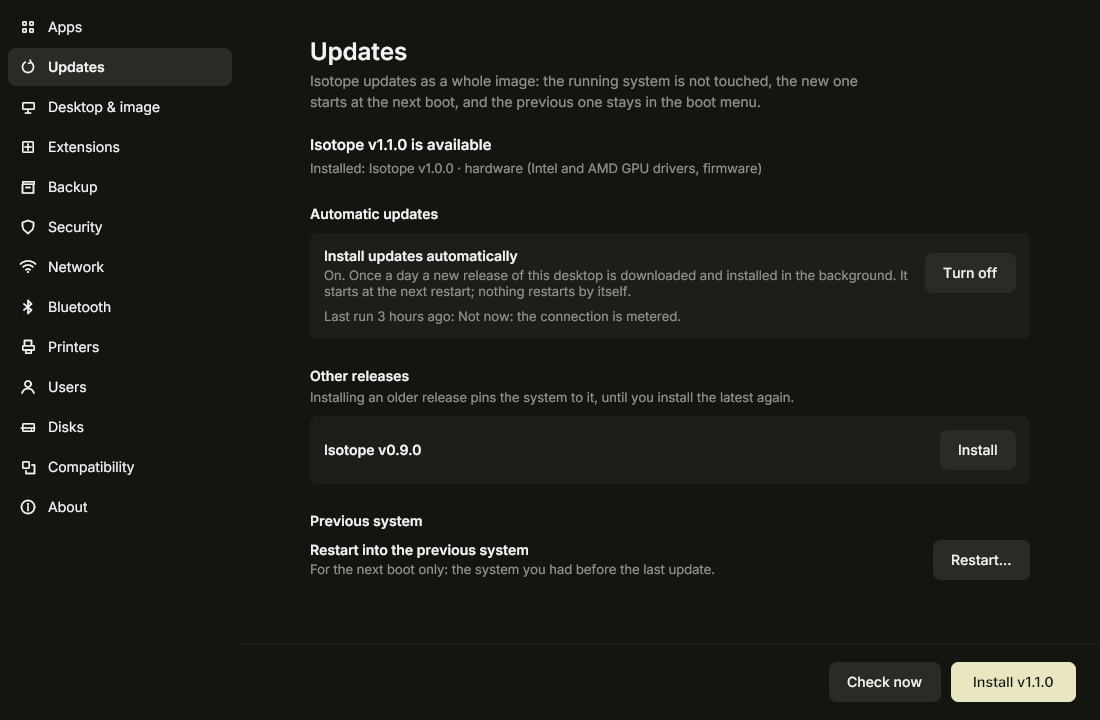 Apps
Updates
Desktop & image
Extensions
Backup
Security
Network
Bluetooth
Printers
Users
Disks
Compatibility
About
Updates
Isotope updates as a whole image: the running system is not touched, the new one
starts at the next boot, and the previous one stays in the boot menu.
Isotope v1.1.0 is available
Installed: Isotope v1.0.0 · hardware (Intel and AMD GPU drivers, firmware)
Automatic updates
Install updates automatically
On. Once a day a new release of this desktop is downloaded and installed in the background. It
starts at the next restart; nothing restarts by itself.
Last run 3 hours ago: Not now: the connection is metered.
Turn off
Other releases
Installing an older release pins the system to it, until you install the latest again.
Isotope v0.9.0
Install
Previous system
Restart into the previous system
For the next boot only: the system you had before the last update.
Restart...
Check now
Install v1.1.0